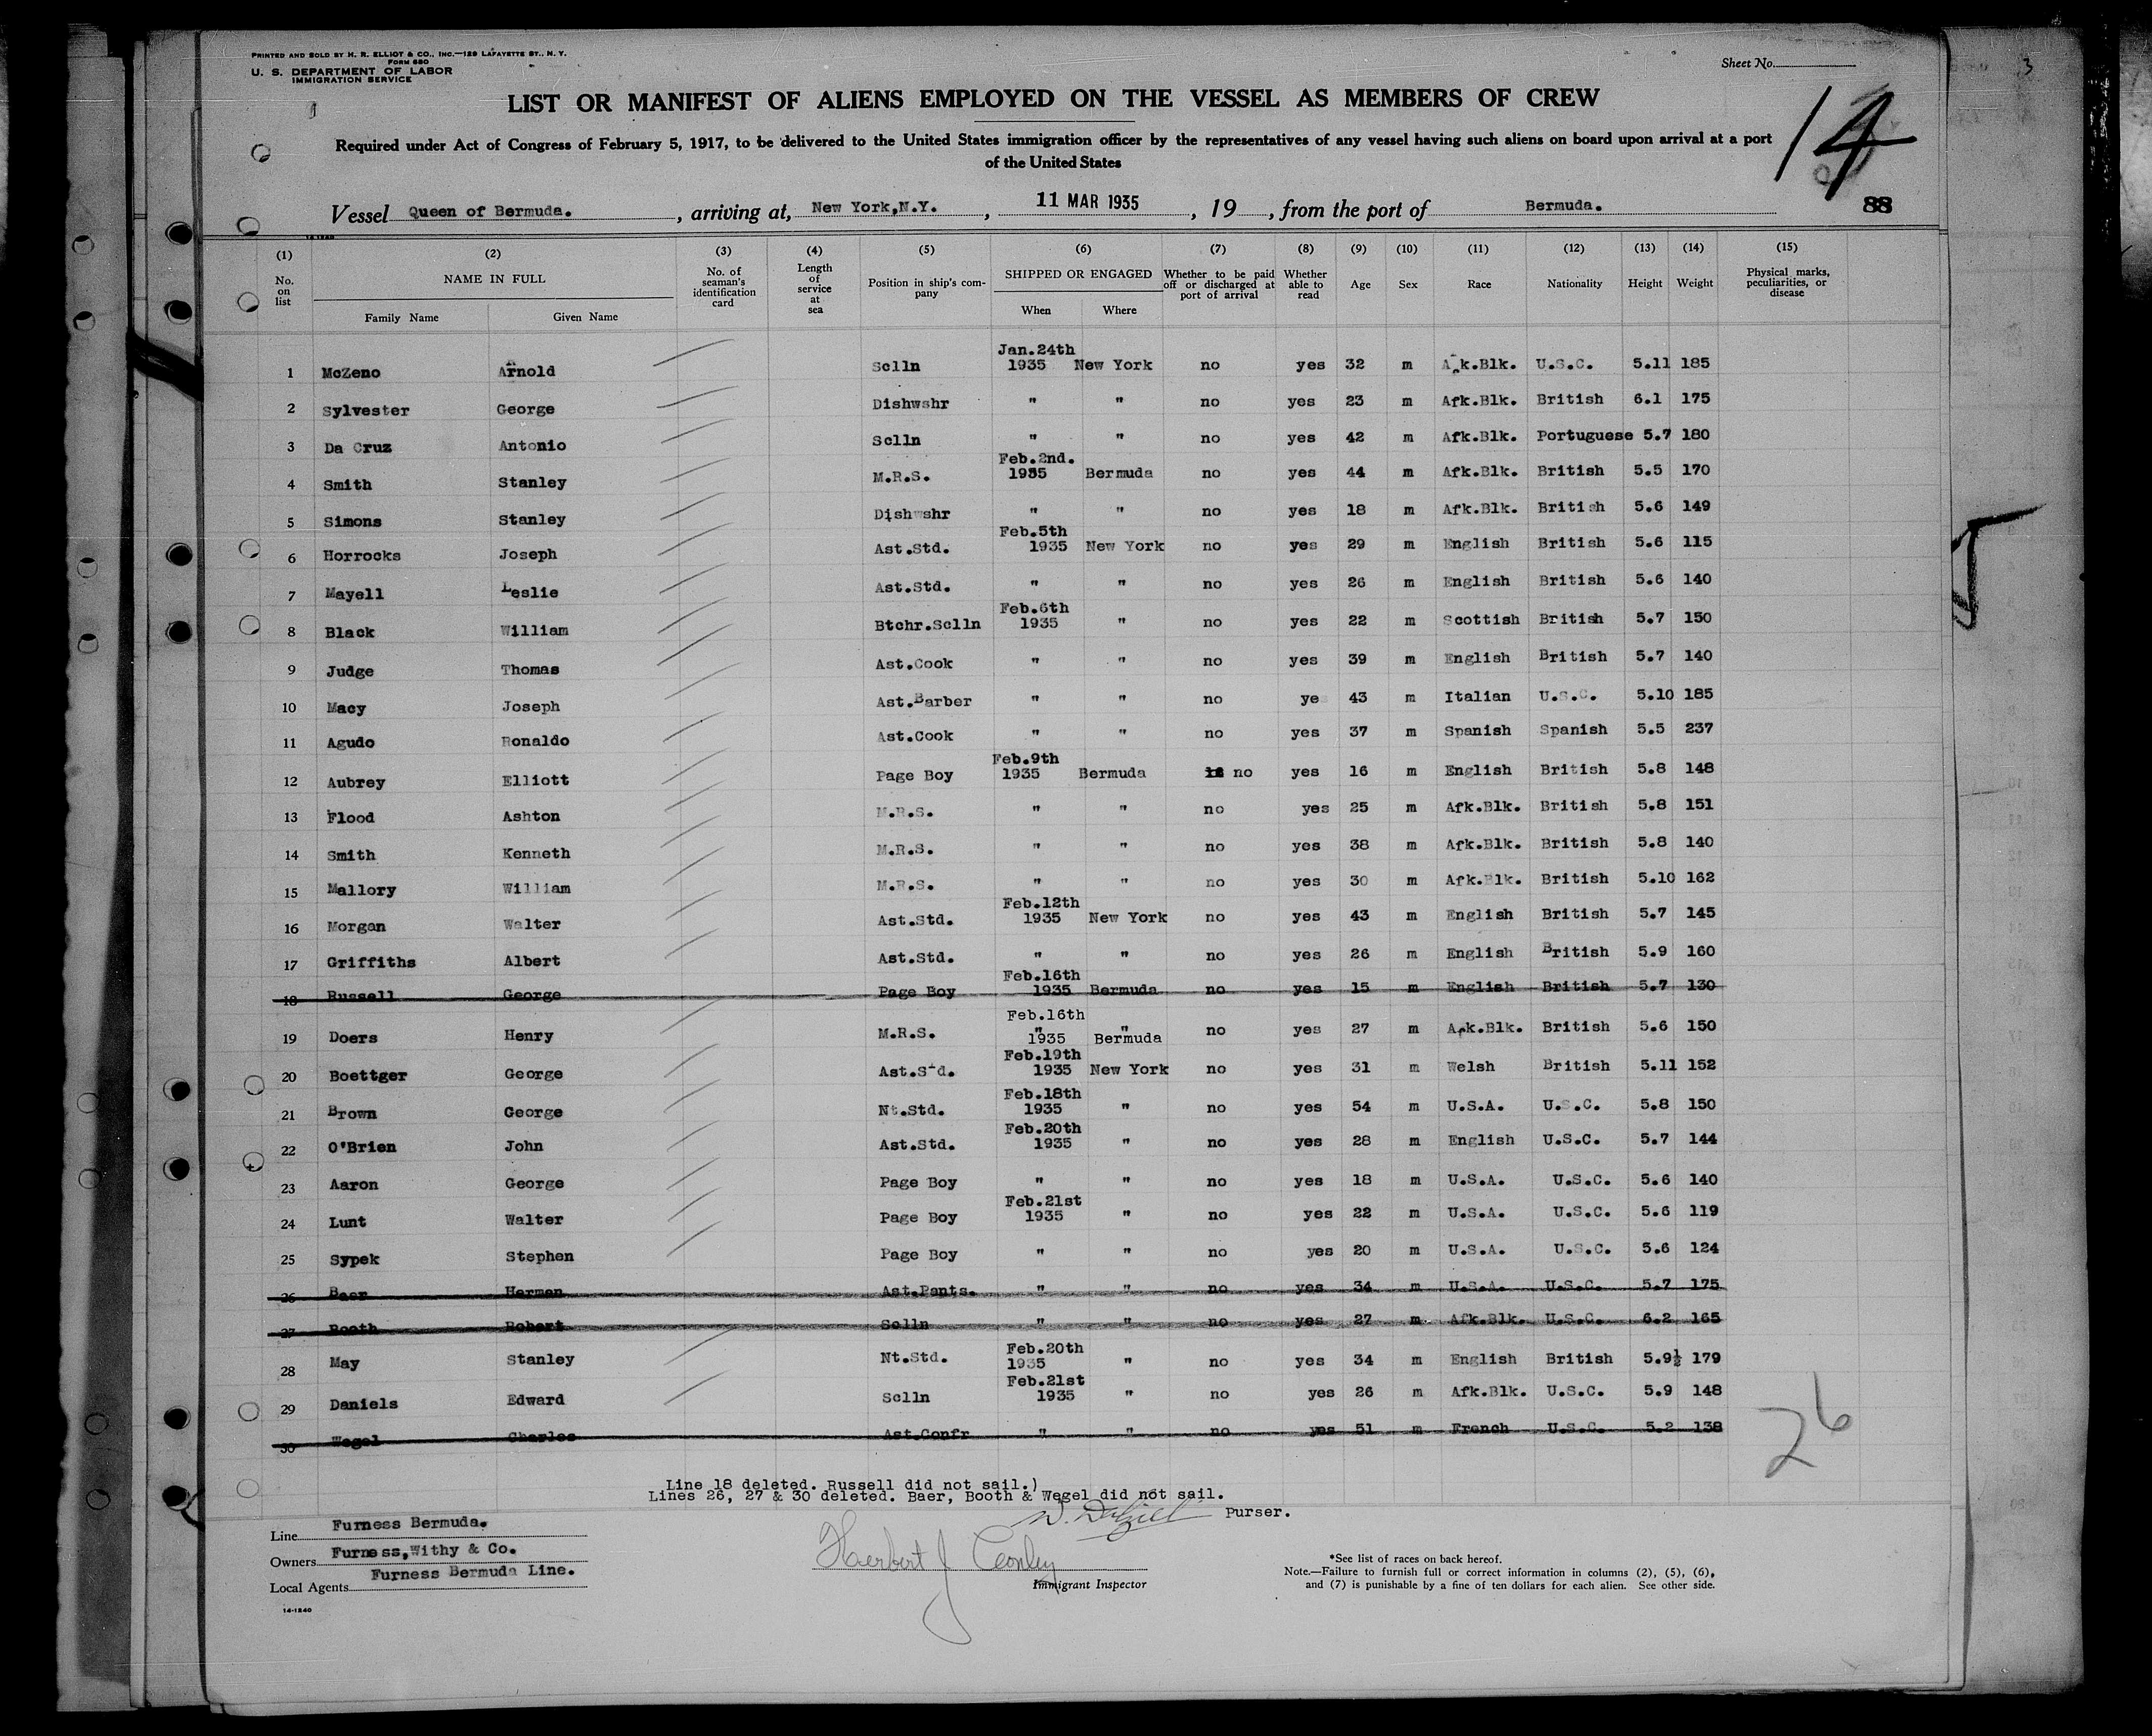 PRINTED AND SOLD BY H. R. ELLIOT & CO., INC.—129 LAFAYETTE ST., N. Y.
FORM 680
U. S. DEPARTMENT OF LABOR
IMMIGRATION SERVICE
Sheet No.
LIST OR MANIFEST OF ALIENS EMPLOYED ON THE VESSEL AS MEMBERS OF CREW
14
Required under Act of Congress of February 5, 1917, to be delivered to the United States immigration officer by the representatives of any vessel having such aliens on board upon arrival at a port
of the United States
Vessel Queen of Bermuda. , arriving at, New York,N.Y. , 11 MAR 1935 , 19 , from the port of Bermuda. 88
(1) (2) (3) (4) (5) (6) (7) (8) (9) (10) (11) (12) (13) (14) (15)
No. on list NAME IN FULL Family Name Given Name No. of seaman's identification card Length of service at sea Position in ship's company SHIPPED OR ENGAGED When Where Whether to be paid off or discharged at port of arrival Whether able to read Age Sex Race Nationality Height Weight Physical marks, peculiarities, or disease
1 McZeno Arnold Sclln Jan.24th 1935 New York no yes 32 m Afk.Blk. U.S.C. 5.11 185
2 Sylvester George Dishwshr " " no yes 23 m Afk.Blk. British 6.1 175
3 Da Cruz Antonio Sclln " " no yes 42 m Afk.Blk. Portuguese 5.7 180
4 Smith Stanley M.R.S. Feb.2nd. 1935 Bermuda no yes 44 m Afk.Blk. British 5.5 170
5 Simons Stanley Dishwshr " " no yes 18 m Afk.Blk. British 5.6 149
6 Horrocks Joseph Ast.Std. Feb.5th 1935 New York no yes 29 m English British 5.6 115
7 Mayell Leslie Ast.Std. " " no yes 26 m English British 5.6 140
8 Black William Btchr.Sclln Feb.6th 1935 " no yes 22 m Scottish British 5.7 150
9 Judge Thomas Ast.Cook " " no yes 39 m English British 5.7 140
10 Macy Joseph Ast.Barber " " no yes 43 m Italian U.S.C. 5.10 185
11 Agudo Ronaldo Ast.Cook " " no yes 37 m Spanish Spanish 5.5 237
12 Aubrey Elliott Page Boy Feb.9th 1935 Bermuda no yes 16 m English British 5.8 148
13 Flood Ashton M.R.S. " " no yes 25 m Afk.Blk. British 5.8 151
14 Smith Kenneth M.R.S. " " no yes 38 m Afk.Blk. British 5.8 140
15 Mallory William M.R.S. " " no yes 30 m Afk.Blk. British 5.10 162
16 Morgan Walter Ast.Std. Feb.12th 1935 New York no yes 43 m English British 5.7 145
17 Griffiths Albert Ast.Std. " " no yes 26 m English British 5.9 160
18 Russell George Page Boy Feb.16th 1935 Bermuda no yes 15 m English British 5.7 130
19 Doers Henry M.R.S. Feb.16th " 1935 " Bermuda no yes 27 m Afk.Blk. British 5.6 150
20 Boettger George Ast.Std. Feb.19th 1935 New York no yes 31 m Welsh British 5.11 152
21 Brown George Nt.Std. Feb.18th 1935 " no yes 54 m U.S.A. U.S.C. 5.8 150
22 O'Brien John Ast.Std. Feb.20th 1935 " no yes 28 m English U.S.C. 5.7 144
23 Aaron George Page Boy " " no yes 18 m U.S.A. U.S.C. 5.6 140
24 Lunt Walter Page Boy Feb.21st 1935 " no yes 22 m U.S.A. U.S.C. 5.6 119
25 Sypek Stephen Page Boy " " no yes 20 m U.S.A. U.S.C. 5.6 124
26 Baer Herman Ast.Pants. " " no yes 34 m U.S.A. U.S.C. 5.7 175
27 Booth Robert Sclln " " no yes 27 m Afk.Blk. U.S.C. 6.2 165
28 May Stanley Nt.Std. Feb.20th 1935 " no yes 34 m English British 5.9½ 179
29 Daniels Edward Sclln Feb.21st 1935 " no yes 26 m Afk.Blk. U.S.C. 5.9 148
30 Wegel Charles Ast.Confr " " no yes 51 m French U.S.C. 5.2 138
26
Line 18 deleted. Russell did not sail.)
Lines 26, 27 & 30 deleted. Baer, Booth & Wegel did not sail.
Purser.
Line Furness Bermuda.
Owners Furness,Withy & Co.
Local Agents Furness Bermuda Line.
Herbert J
Immigrant Inspector
*See list of races on back hereof.
Note.—Failure to furnish full or correct information in columns (2), (5), (6),
and (7) is punishable by a fine of ten dollars for each alien. See other side.
14-1240